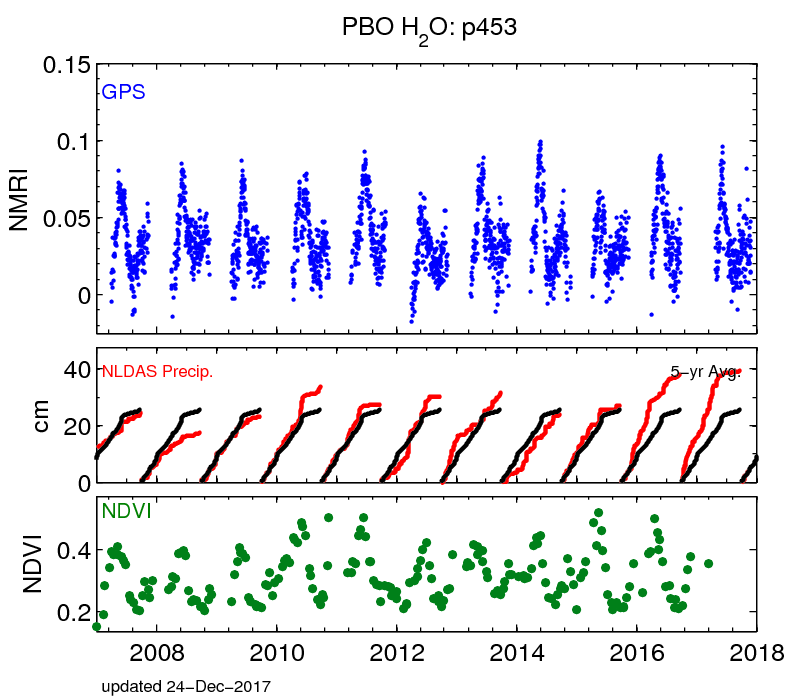 PBO H2O: p453
0.15
GPS
0.1
NMRI
0.05
0
40
NLDAS Precip.
5−yr Avg.
cm
20
0
NDVI
NDVI
0.4
0.2
2008 2010 2012 2014 2016 2018
updated 24−Dec−2017